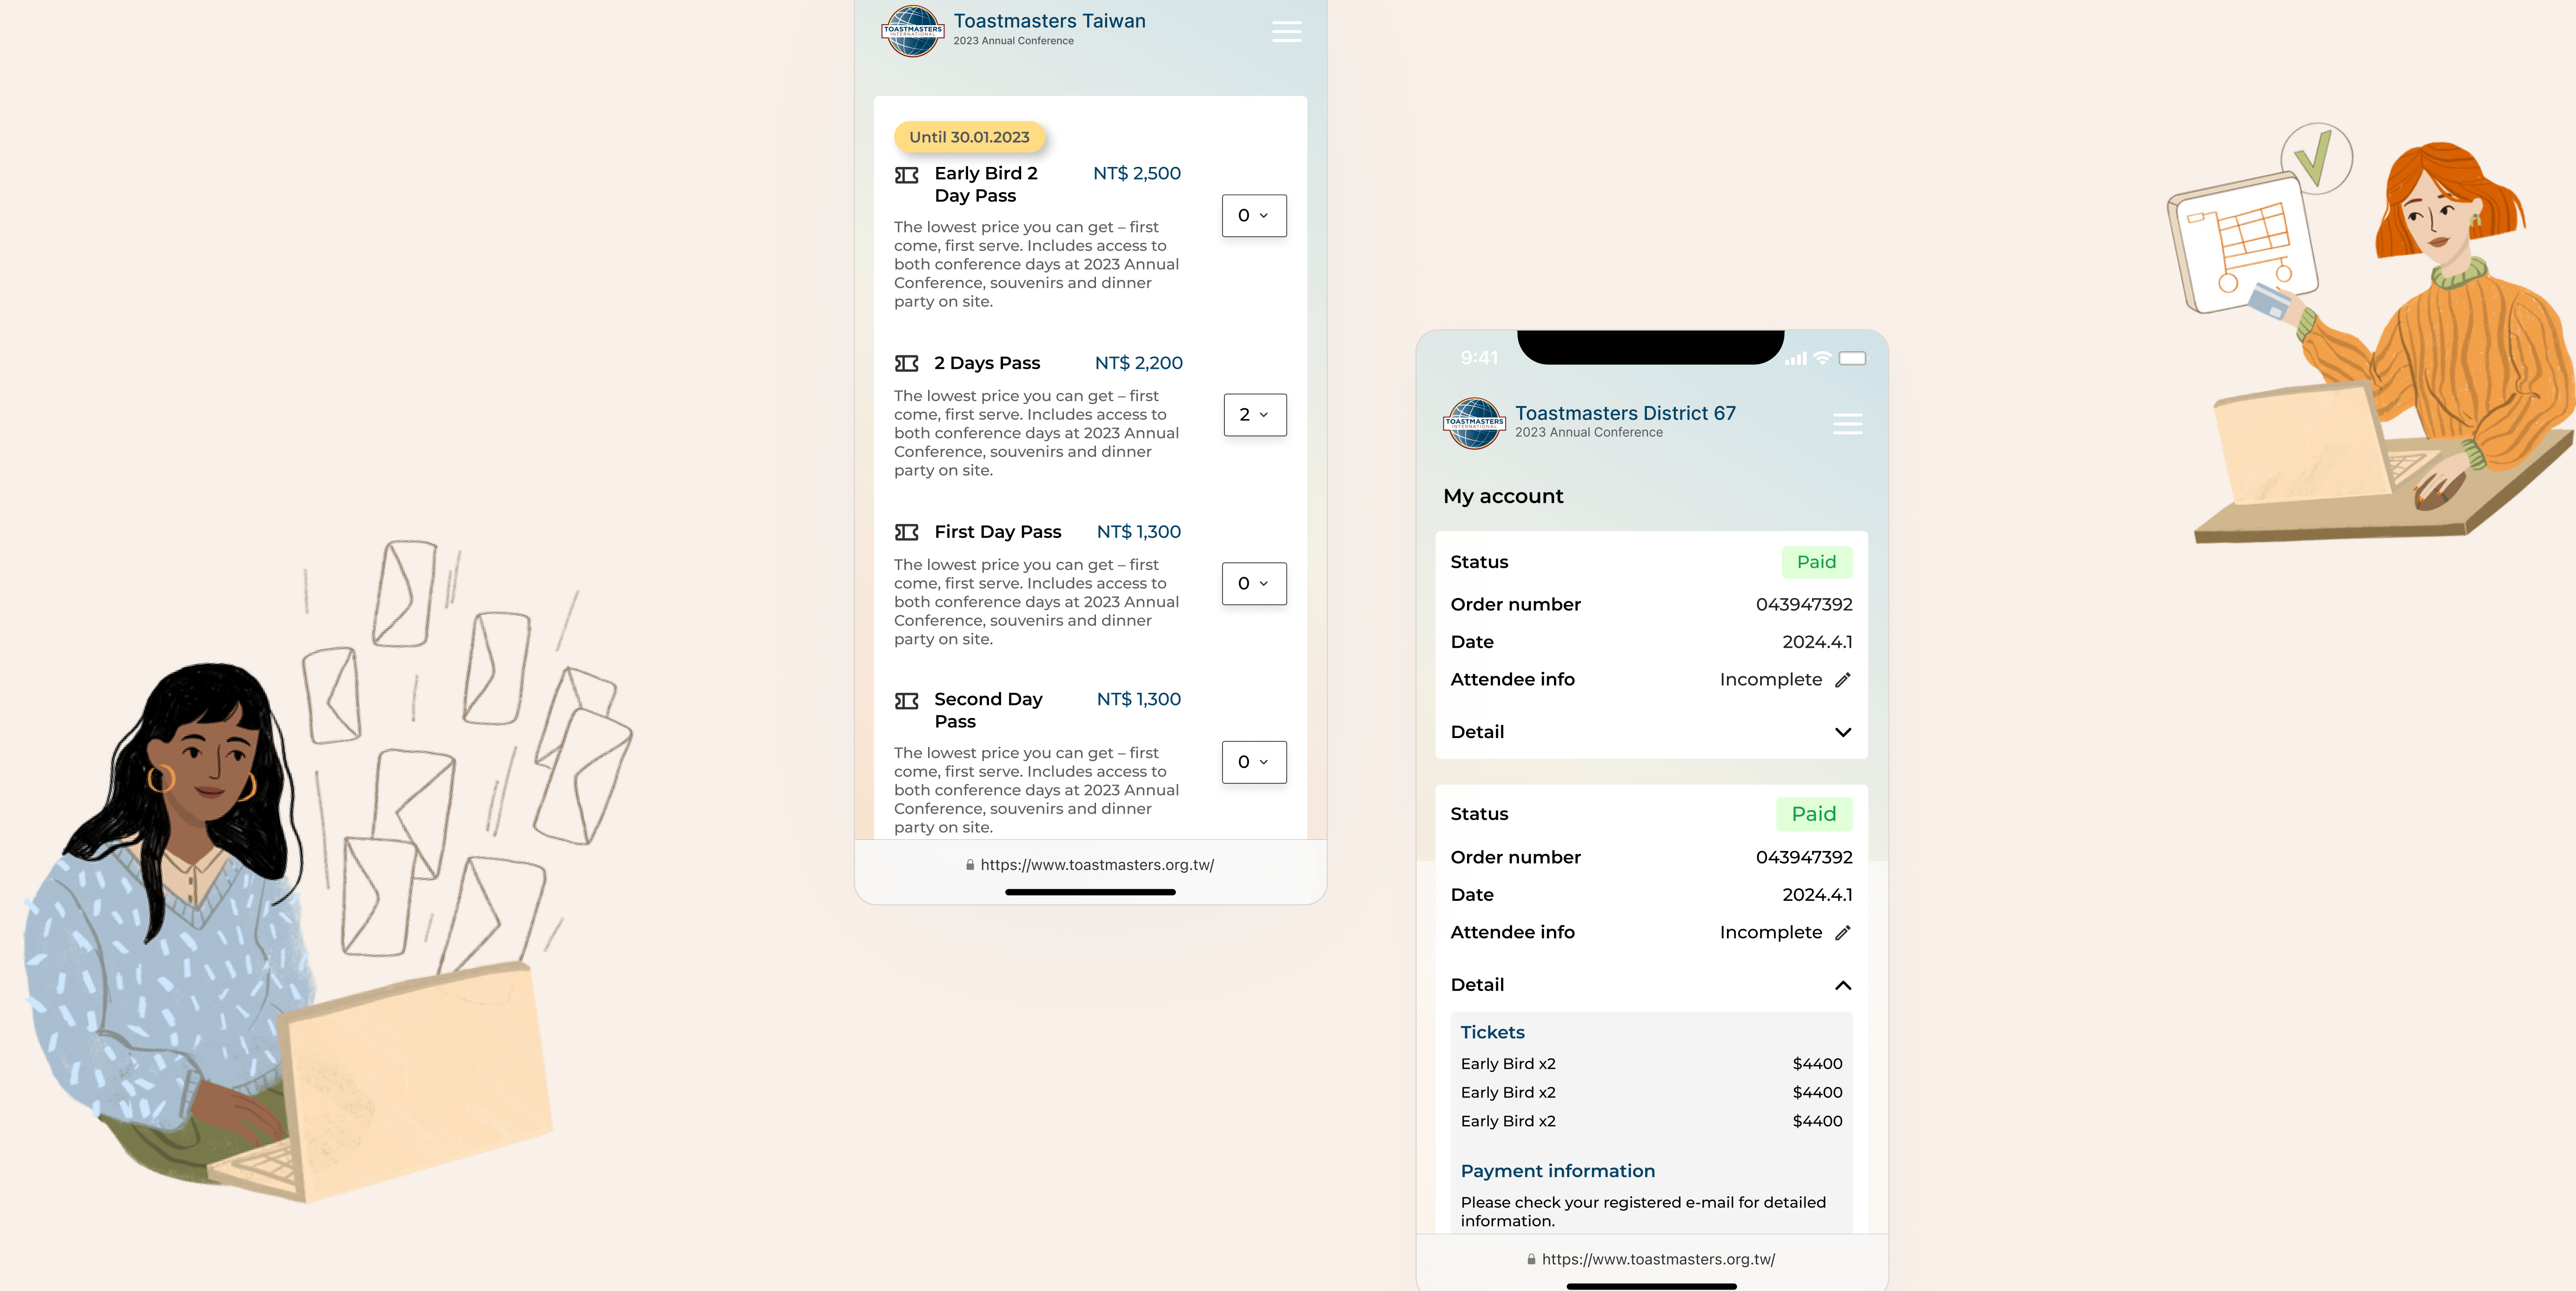 TOASTMASTERS
INTERNATIONAL
Toastmasters Taiwan
2023 Annual Conference
Until 30.01.2023
Early Bird 2
Day Pass
NT$ 2,500
0
The lowest price you can get – first
come, first serve. Includes access to
both conference days at 2023 Annual
Conference, souvenirs and dinner
party on site.
2 Days Pass
NT$ 2,200
2
The lowest price you can get – first
come, first serve. Includes access to
both conference days at 2023 Annual
Conference, souvenirs and dinner
party on site.
First Day Pass
NT$ 1,300
0
The lowest price you can get – first
come, first serve. Includes access to
both conference days at 2023 Annual
Conference, souvenirs and dinner
party on site.
Second Day
Pass
NT$ 1,300
0
The lowest price you can get – first
come, first serve. Includes access to
both conference days at 2023 Annual
Conference, souvenirs and dinner
party on site.
https://www.toastmasters.org.tw/
9:41
TOASTMASTERS
INTERNATIONAL
Toastmasters District 67
2023 Annual Conference
My account
Status Paid
Order number 043947392
Date 2024.4.1
Attendee info Incomplete
Detail
Status Paid
Order number 043947392
Date 2024.4.1
Attendee info Incomplete
Detail
Tickets
Early Bird x2 $4400
Early Bird x2 $4400
Early Bird x2 $4400
Payment information
Please check your registered e-mail for detailed
information.
https://www.toastmasters.org.tw/